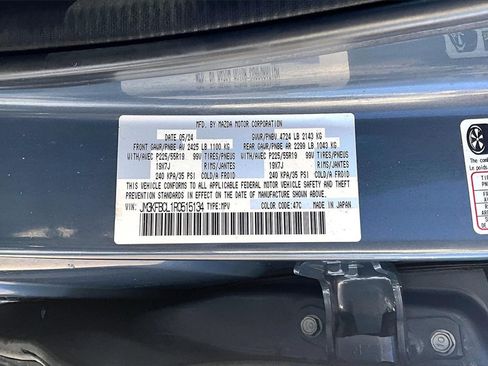 MFD. BY MAZDA MOTOR CORPORATION
DATE 05/24 GVWR/PNBV 4724 LB 2143 KG
FRONT GAWR/PNBE AV 2425 LB 1100 KG REAR GAWR/PNBE AR 2299 LB 1043 KG
WITH/AVEC P225/55R19 99V TIRES/PNEUS WITH/AVEC P225/55R19 99V TIRES/PNEUS
19X7J 19X7J
240 KPA/35 PSI COLD/A FROID 240 KPA/35 PSI COLD/A FROID
THIS VEHICLE CONFORMS TO ALL APPLICABLE FEDERAL MOTOR VEHICLE SAFETY AND THEFT
PREVENTION STANDARDS IN EFFECT ON THE DATE OF MANUFACTURE SHOWN ABOVE.
VIN: JM3KFBCL1R0515134 TYPE:MPV COLOR CODE:47C MADE IN JAPAN